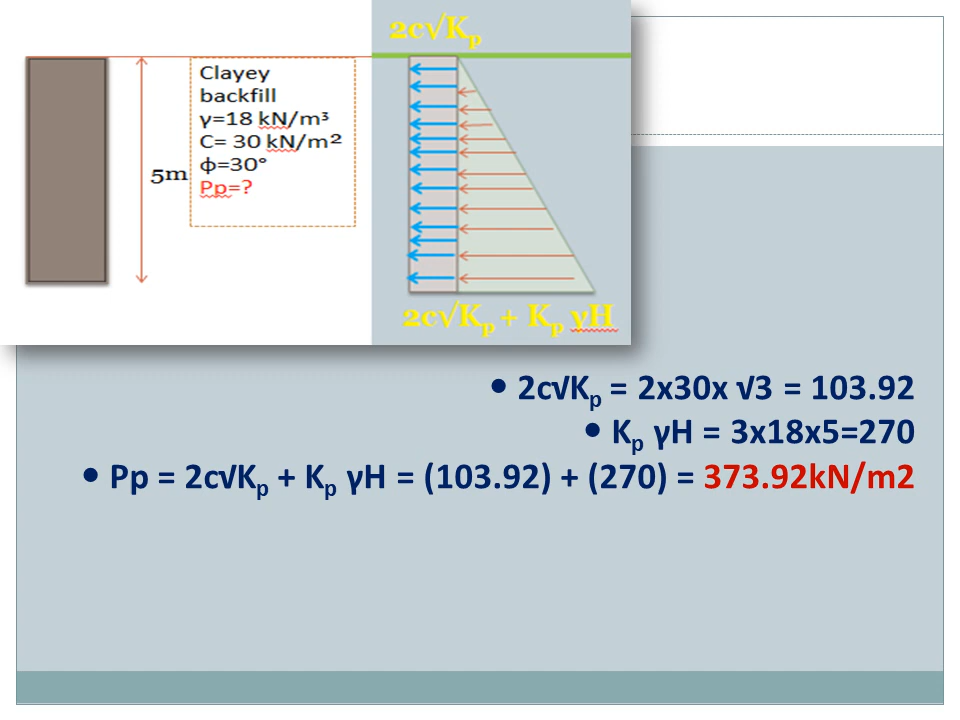 2c√Kp
Clayey
backfill
γ=18 kN/m³
C= 30 kN/m²
ϕ=30°
Pp=?
5m
2c√Kp + Kp γH
• 2c√Kp = 2x30x √3 = 103.92
• Kp γH = 3x18x5=270
• Pp = 2c√Kp + Kp γH = (103.92) + (270) = 373.92kN/m2